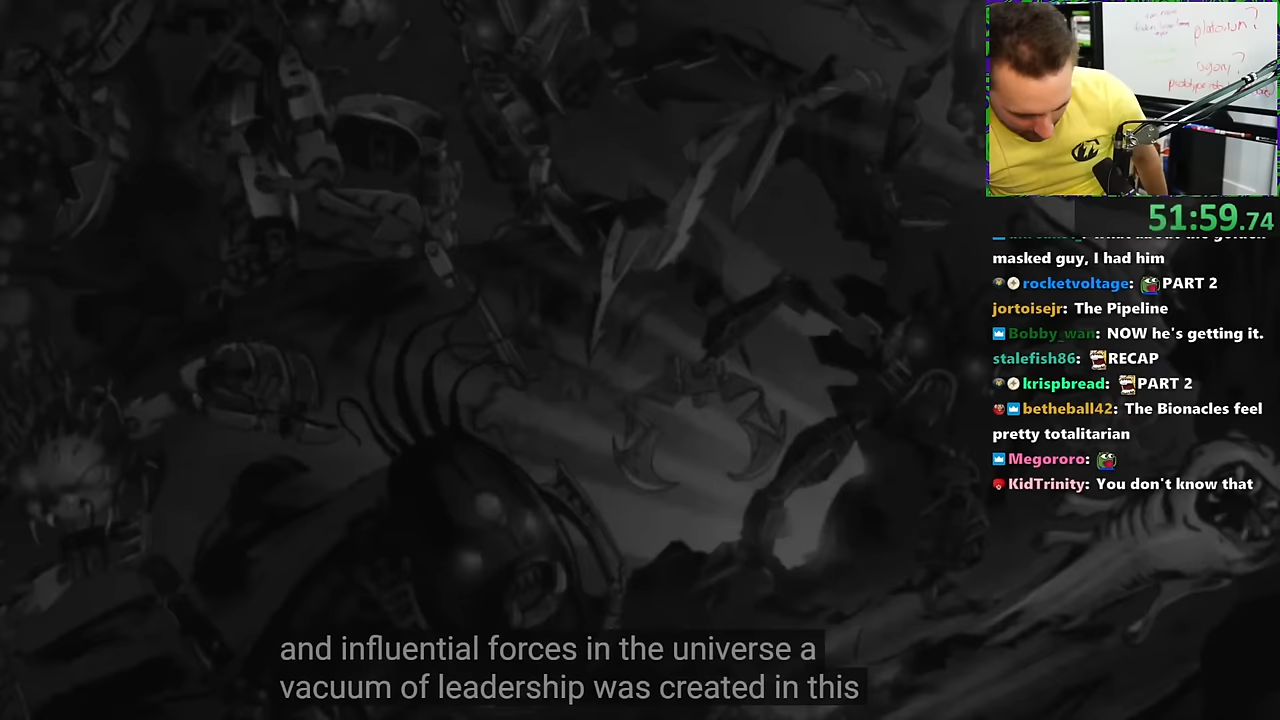 platoon?
agory?
51:59.74
masked guy, I had him
rocketvoltage: PART 2
jortoisejr: The Pipeline
Bobby_wan: NOW he's getting it.
stalefish86: RECAP
krispbread: PART 2
betheball42: The Bionacles feel
pretty totalitarian
Megororo:
KidTrinity: You don't know that
and influential forces in the universe a
vacuum of leadership was created in this